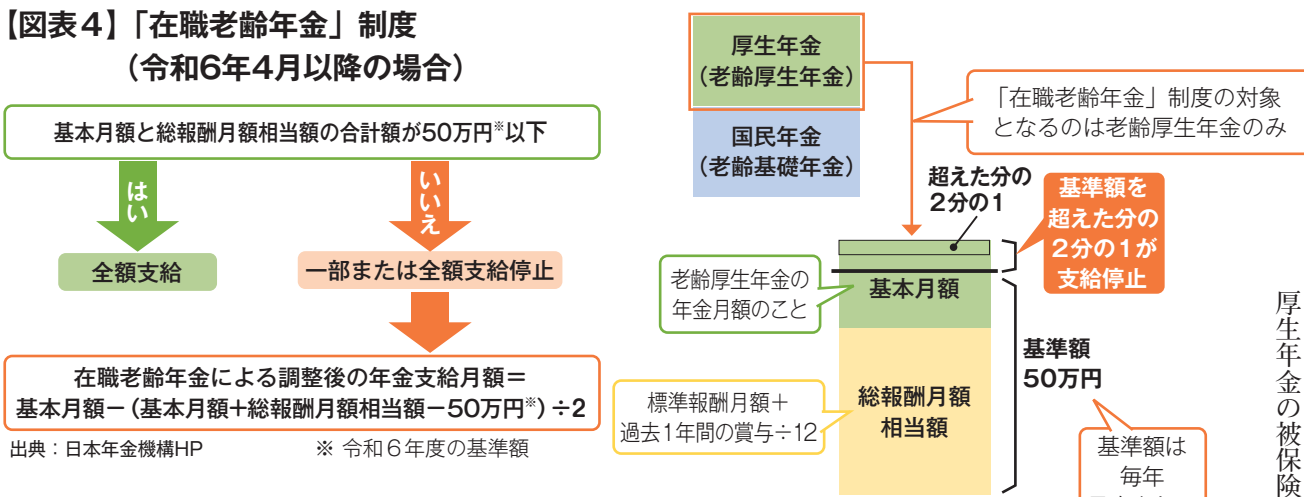 【図表4】「在職老齢年金」制度
（令和6年4月以降の場合）
基本月額と総報酬月額相当額の合計額が50万円※以下
はい
いいえ
全額支給
一部または全額支給停止
在職老齢年金による調整後の年金支給月額＝
基本月額－（基本月額＋総報酬月額相当額－50万円※）÷2
出典：日本年金機構HP
※ 令和6年度の基準額
厚生年金
（老齢厚生年金）
国民年金
（老齢基礎年金）
「在職老齢年金」制度の対象
となるのは老齢厚生年金のみ
超えた分の
2分の1
基準額を
超えた分の
2分の1が
支給停止
老齢厚生年金の
年金月額のこと
基本月額
基準額
50万円
標準報酬月額＋
過去1年間の賞与÷12
総報酬月額
相当額
基準額は
毎年
厚生年金の被保険